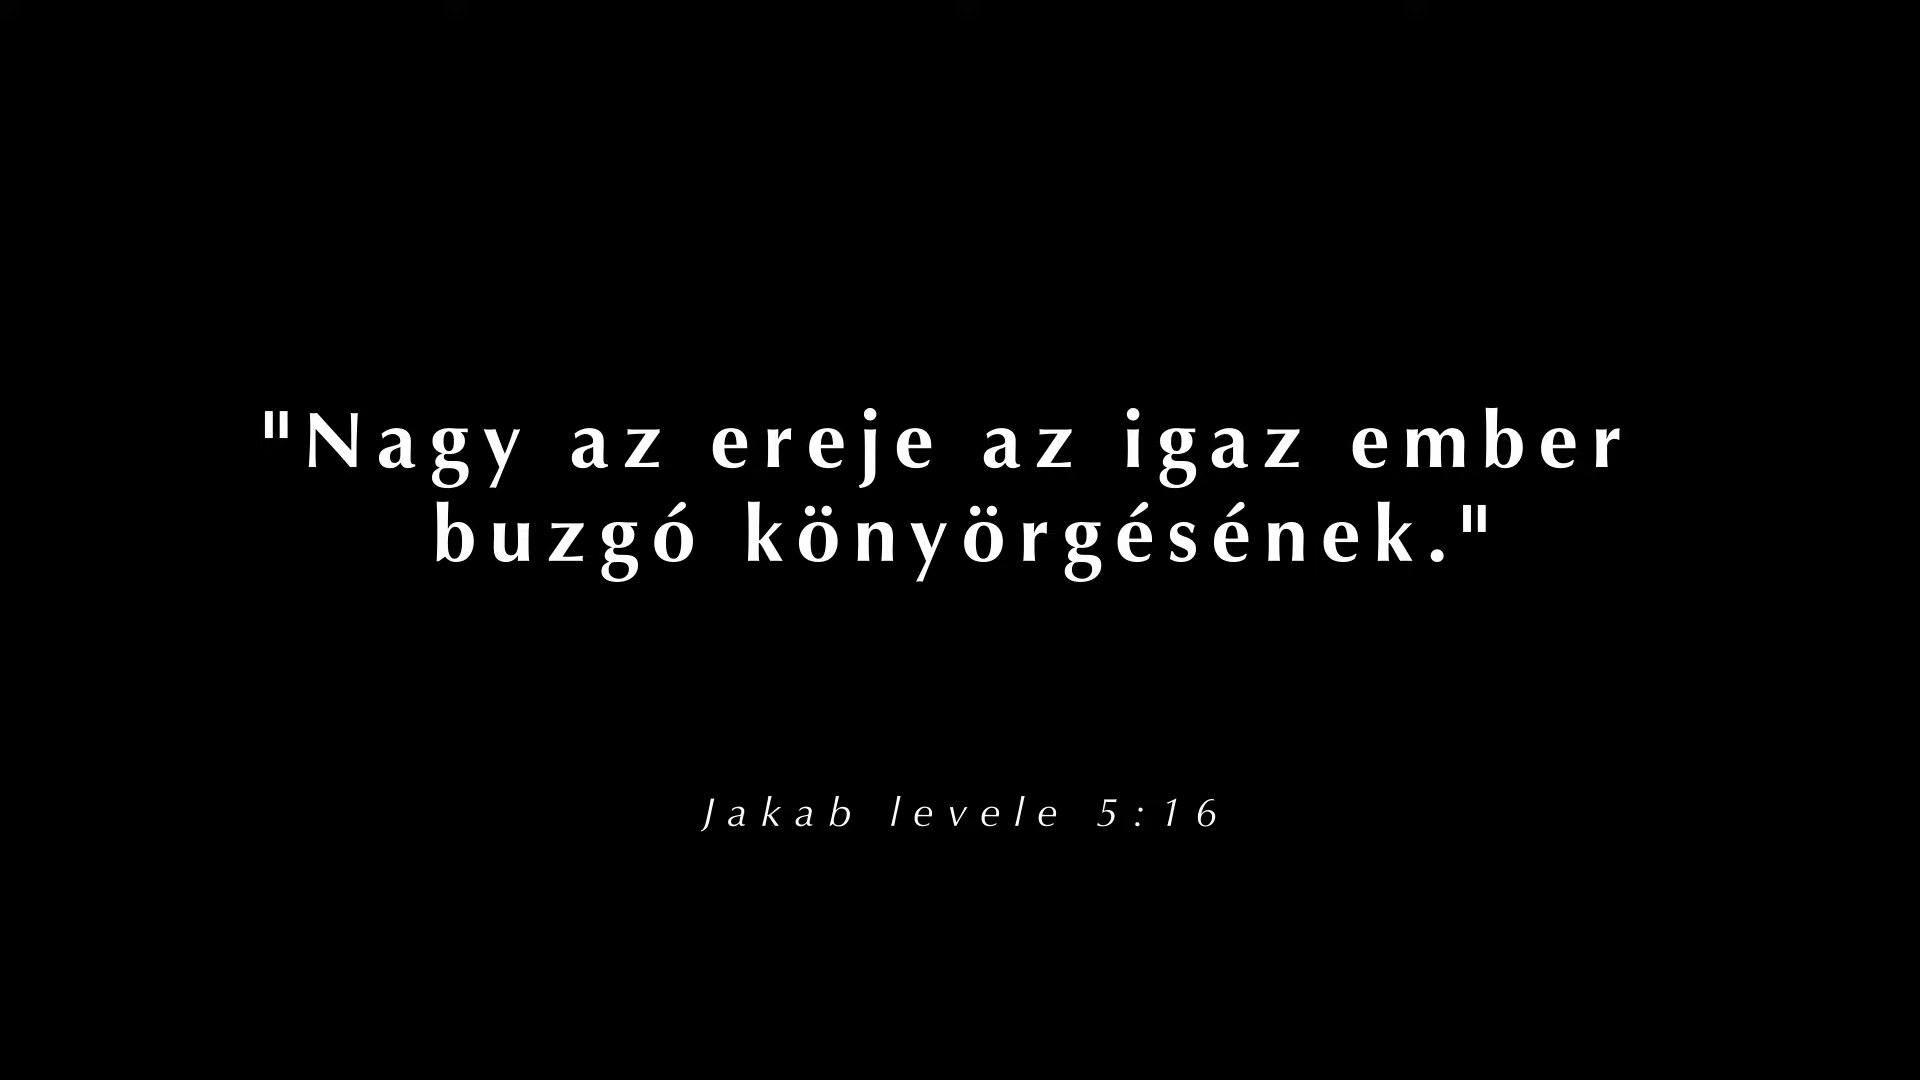 "Nagy az ereje az igaz ember
buzgó könyörgésének."
Jakab levele 5:16